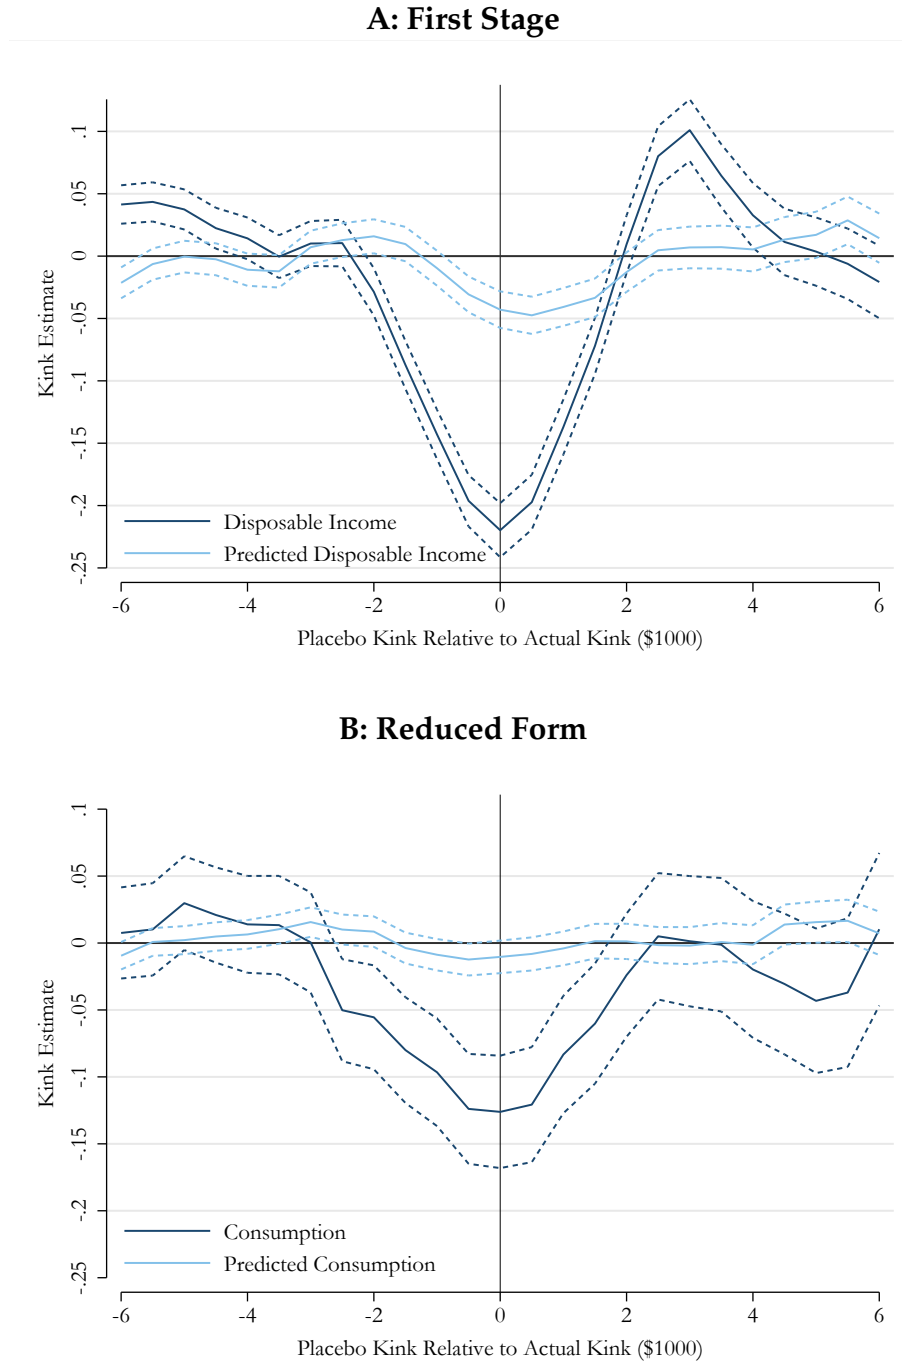 A: First Stage
.1
.05
0
-.05
-.1
-.15
-.2
-.25
Kink Estimate
Disposable Income
Predicted Disposable Income
-6 -4 -2 0 2 4 6
Placebo Kink Relative to Actual Kink ($1000)
B: Reduced Form
.1
.05
0
-.05
-.1
-.15
-.2
-.25
Kink Estimate
Consumption
Predicted Consumption
-6 -4 -2 0 2 4 6
Placebo Kink Relative to Actual Kink ($1000)